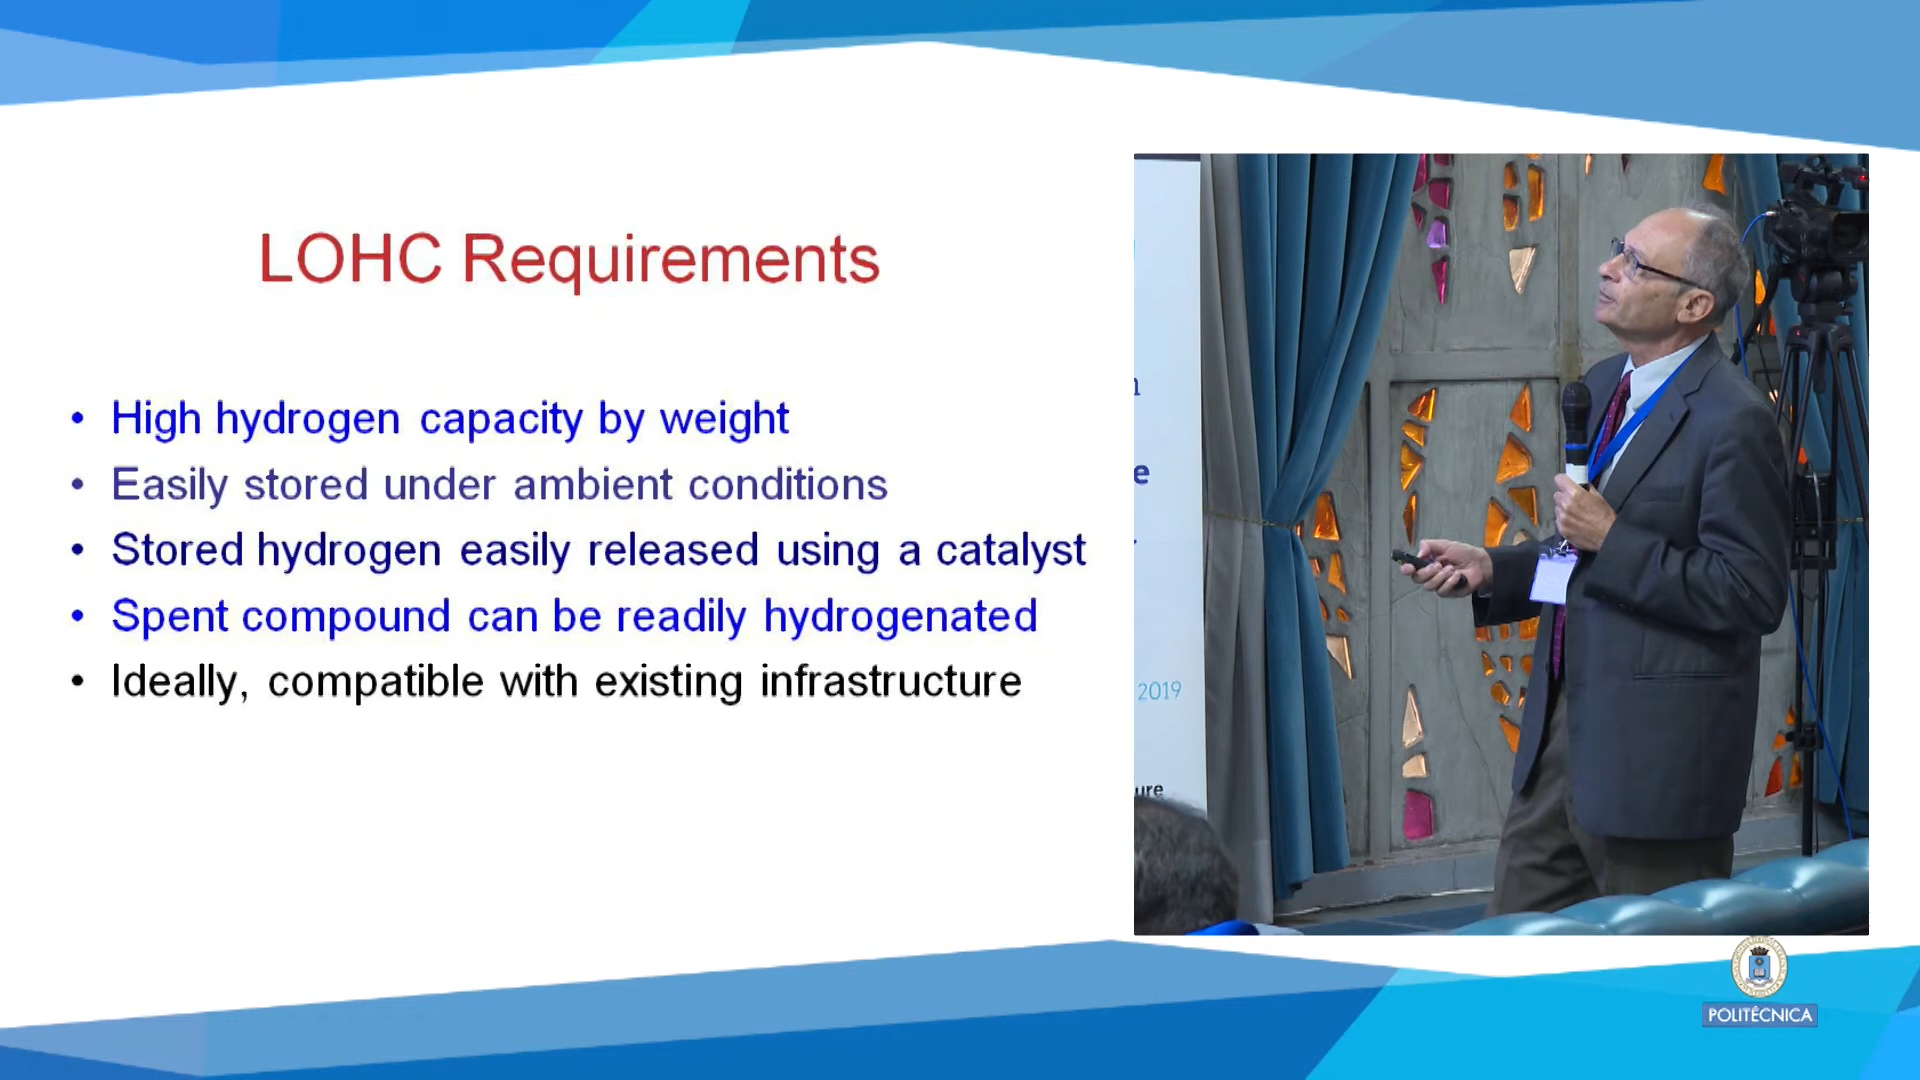 LOHC Requirements
• High hydrogen capacity by weight
• Easily stored under ambient conditions
• Stored hydrogen easily released using a catalyst
• Spent compound can be readily hydrogenated
• Ideally, compatible with existing infrastructure
2019
POLITÉCNICA